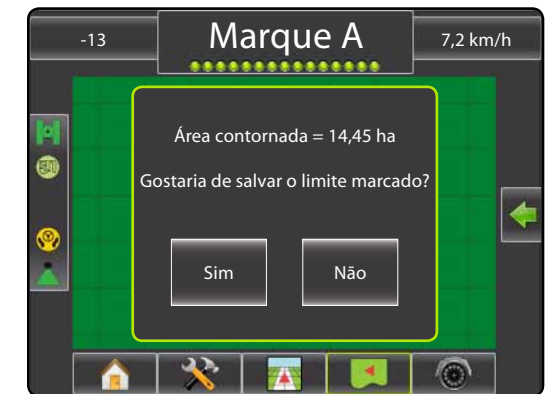 -13
Marque A
7,2 km/h
Área contornada = 14,45 ha
Gostaria de salvar o limite marcado?
Sim
Não